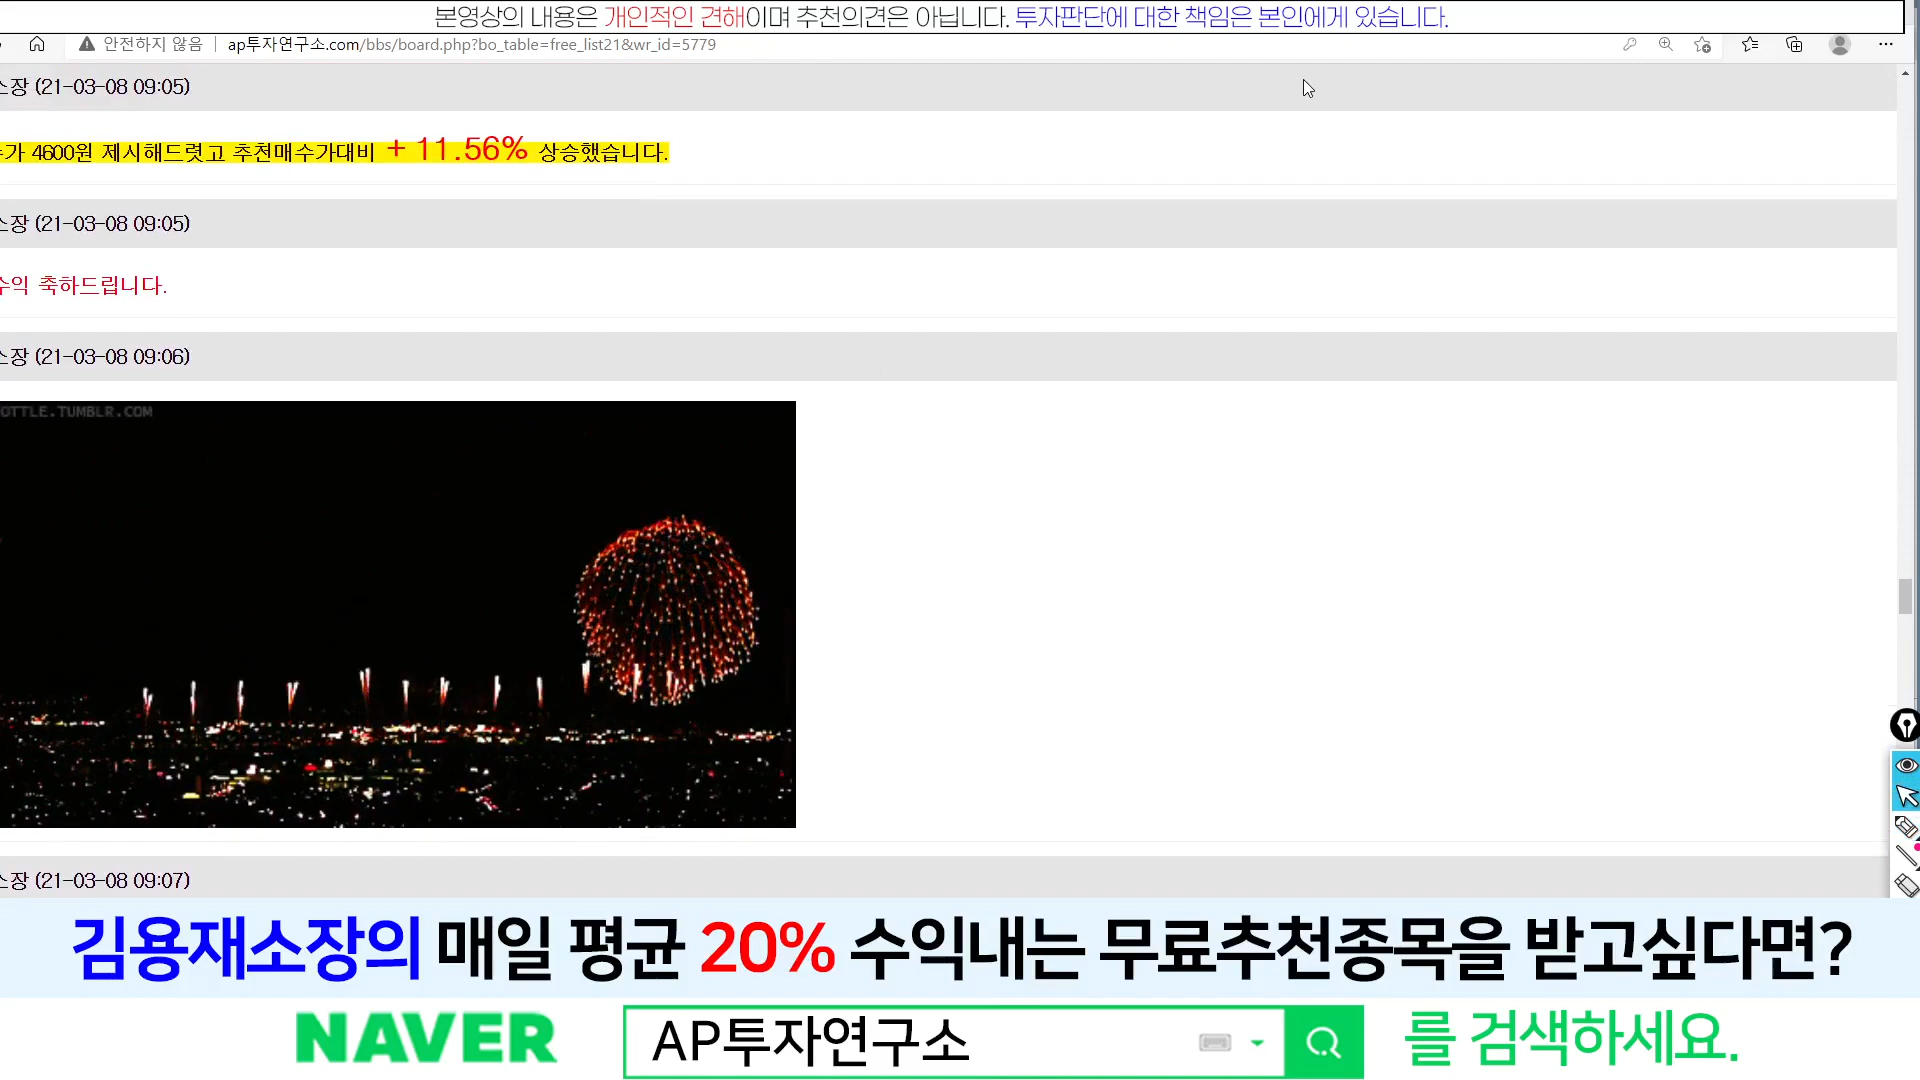 본영상의 내용은 개인적인 견해이며 추천의견은 아닙니다. 투자판단에 대한 책임은 본인에게 있습니다.
안전하지 않음 | ap투자연구소.com/bbs/board.php?bo_table=free_list21&wr_id=5779
소장 (21-03-08 09:05)
수가 4600원 제시해드렷고 추천매수가대비 + 11.56% 상승했습니다.
소장 (21-03-08 09:05)
수익 축하드립니다.
소장 (21-03-08 09:06)
OTTLE.TUMBLR.COM
소장 (21-03-08 09:07)
김용재소장의 매일 평균 20% 수익내는 무료추천종목을 받고싶다면?
NAVER AP투자연구소 를 검색하세요.